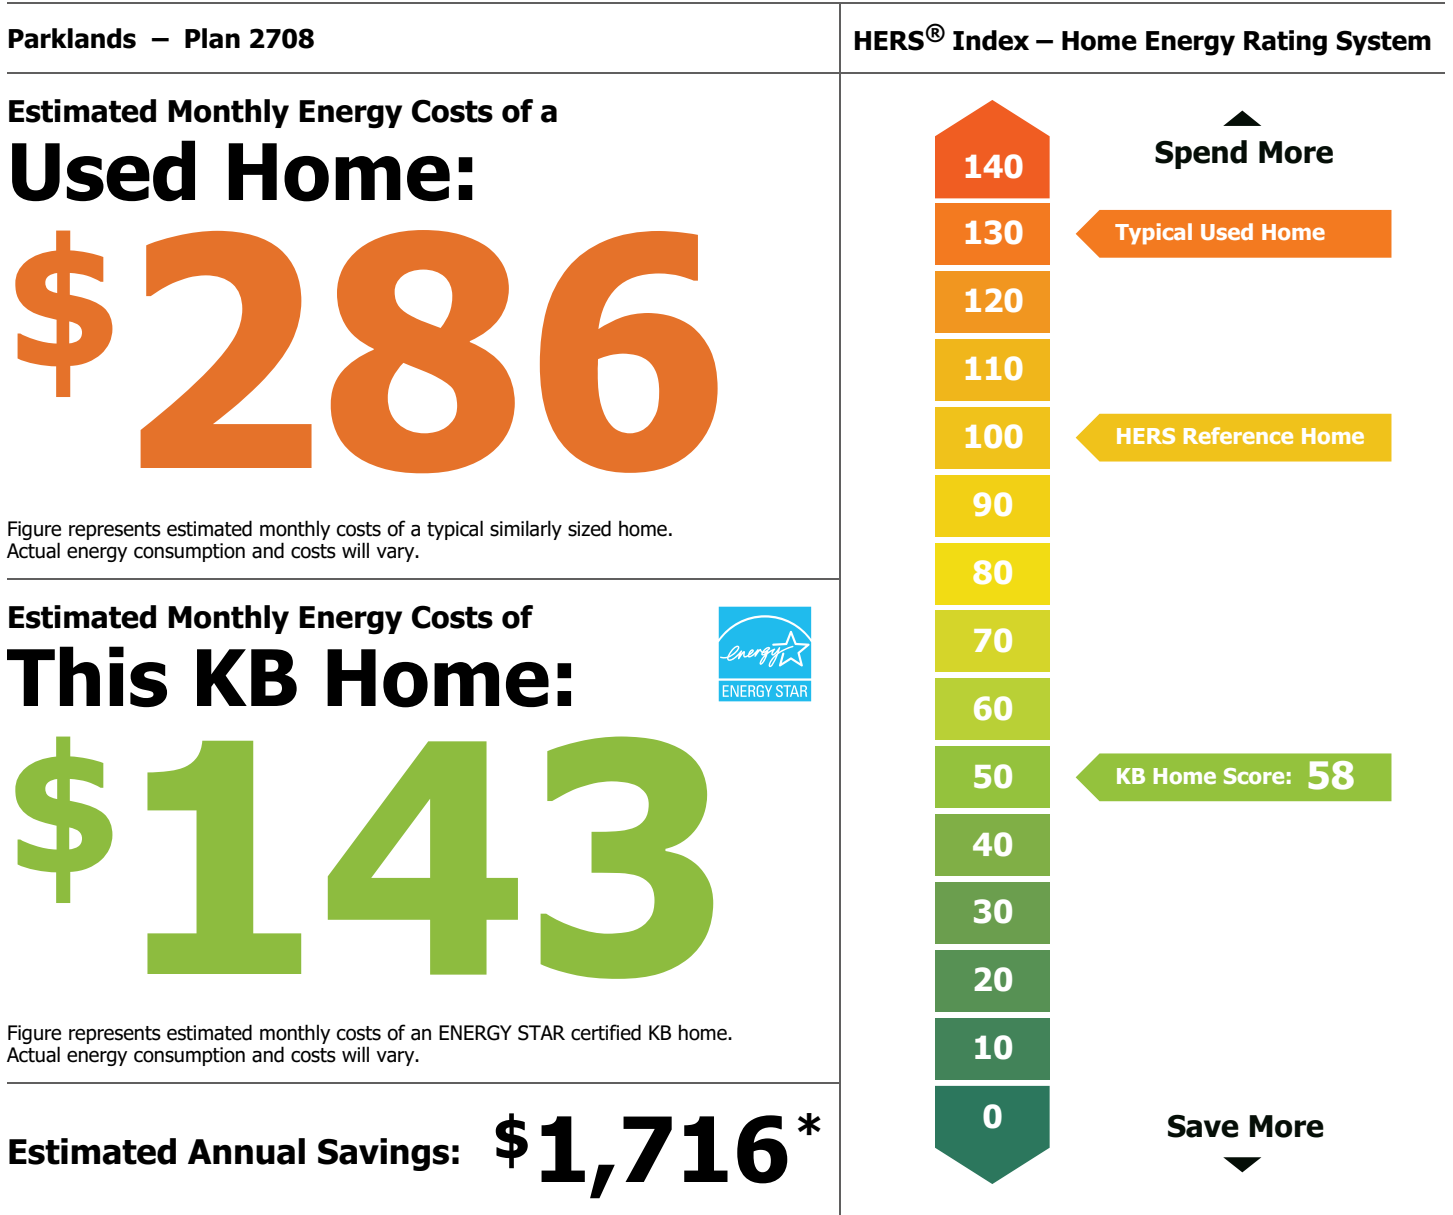 Parklands – Plan 2708
Estimated Monthly Energy Costs of a
Used Home:
$286
Figure represents estimated monthly costs of a typical similarly sized home.
Actual energy consumption and costs will vary.
Estimated Monthly Energy Costs of
This KB Home:
energy
ENERGY STAR
$143
Figure represents estimated monthly costs of an ENERGY STAR certified KB home.
Actual energy consumption and costs will vary.
Estimated Annual Savings: $1,716*
HERS® Index – Home Energy Rating System
Spend More
140
130 Typical Used Home
120
110
100 HERS Reference Home
90
80
70
60
50 KB Home Score: 58
40
30
20
10
0
Save More